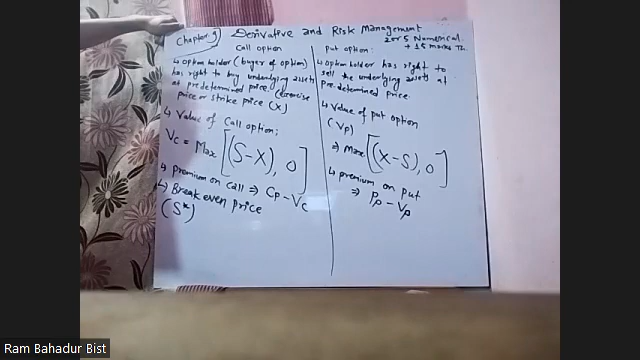 Chapter 9 Derivative and Risk Management
2 or 5 Numerical
+ 15 marks Th.
Call option
↳ option holder (buyer of option)
has right to buy underlying assets
at predetermined price. (exercise
price or strike price (X)
↳ Value of Call option;
Vc = Max [(S-X), 0]
↳ premium on call ⇒ Cp - Vc
↳ Break even price
(S*)
put option:
↳ option holder has right to
sell the underlying assets at
pre-determined price.
↳ Value of put option
(Vp)
⇒ Max [(X-S), 0]
↳ premium on put
⇒ Pp - Vp
Ram Bahadur Bist